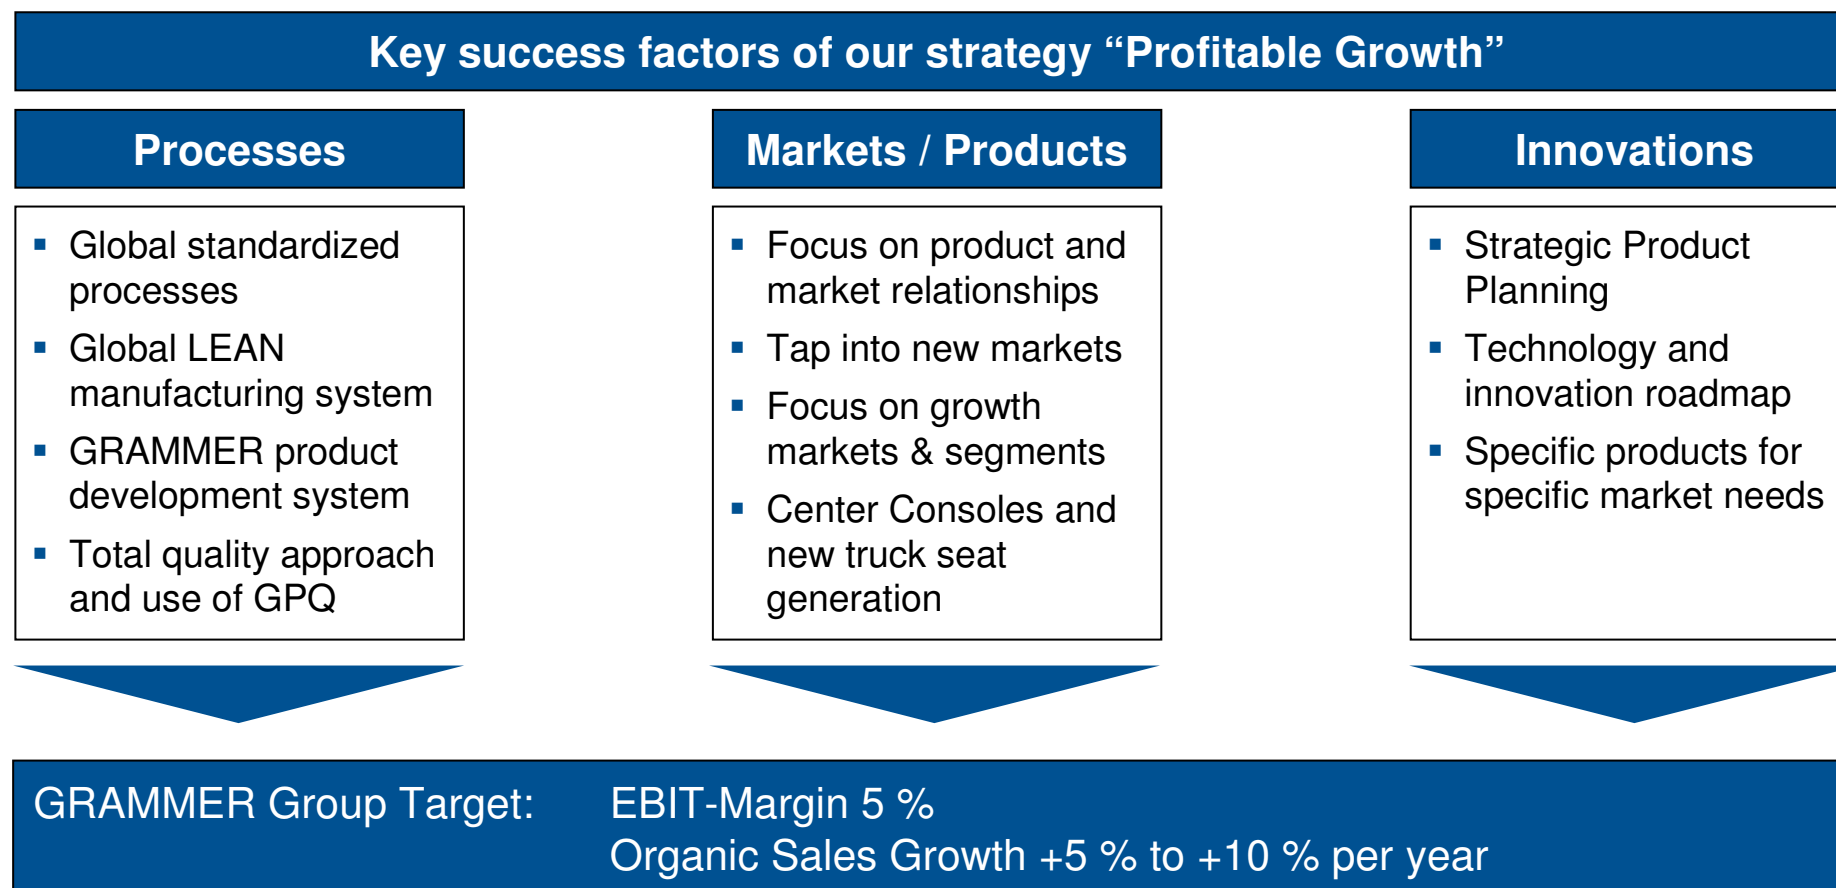 Key success factors of our strategy “Profitable Growth”
Processes
▪ Global standardized
processes
▪ Global LEAN
manufacturing system
▪ GRAMMER product
development system
▪ Total quality approach
and use of GPQ
Markets / Products
▪ Focus on product and
market relationships
▪ Tap into new markets
▪ Focus on growth
markets & segments
▪ Center Consoles and
new truck seat
generation
Innovations
▪ Strategic Product
Planning
▪ Technology and
innovation roadmap
▪ Specific products for
specific market needs
GRAMMER Group Target: EBIT-Margin 5 %
Organic Sales Growth +5 % to +10 % per year